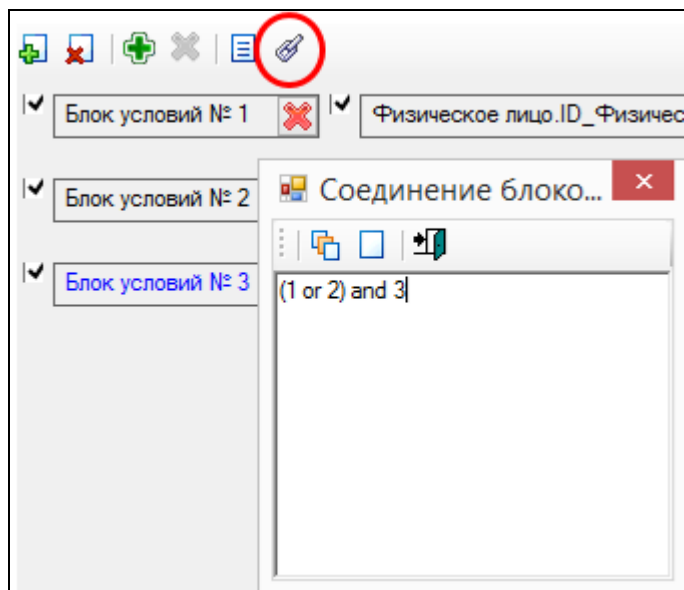 Блок условий № 1
Физическое лицо.ID_Физичес
Блок условий № 2
Соединение блоко...
Блок условий № 3
(1 or 2) and 3